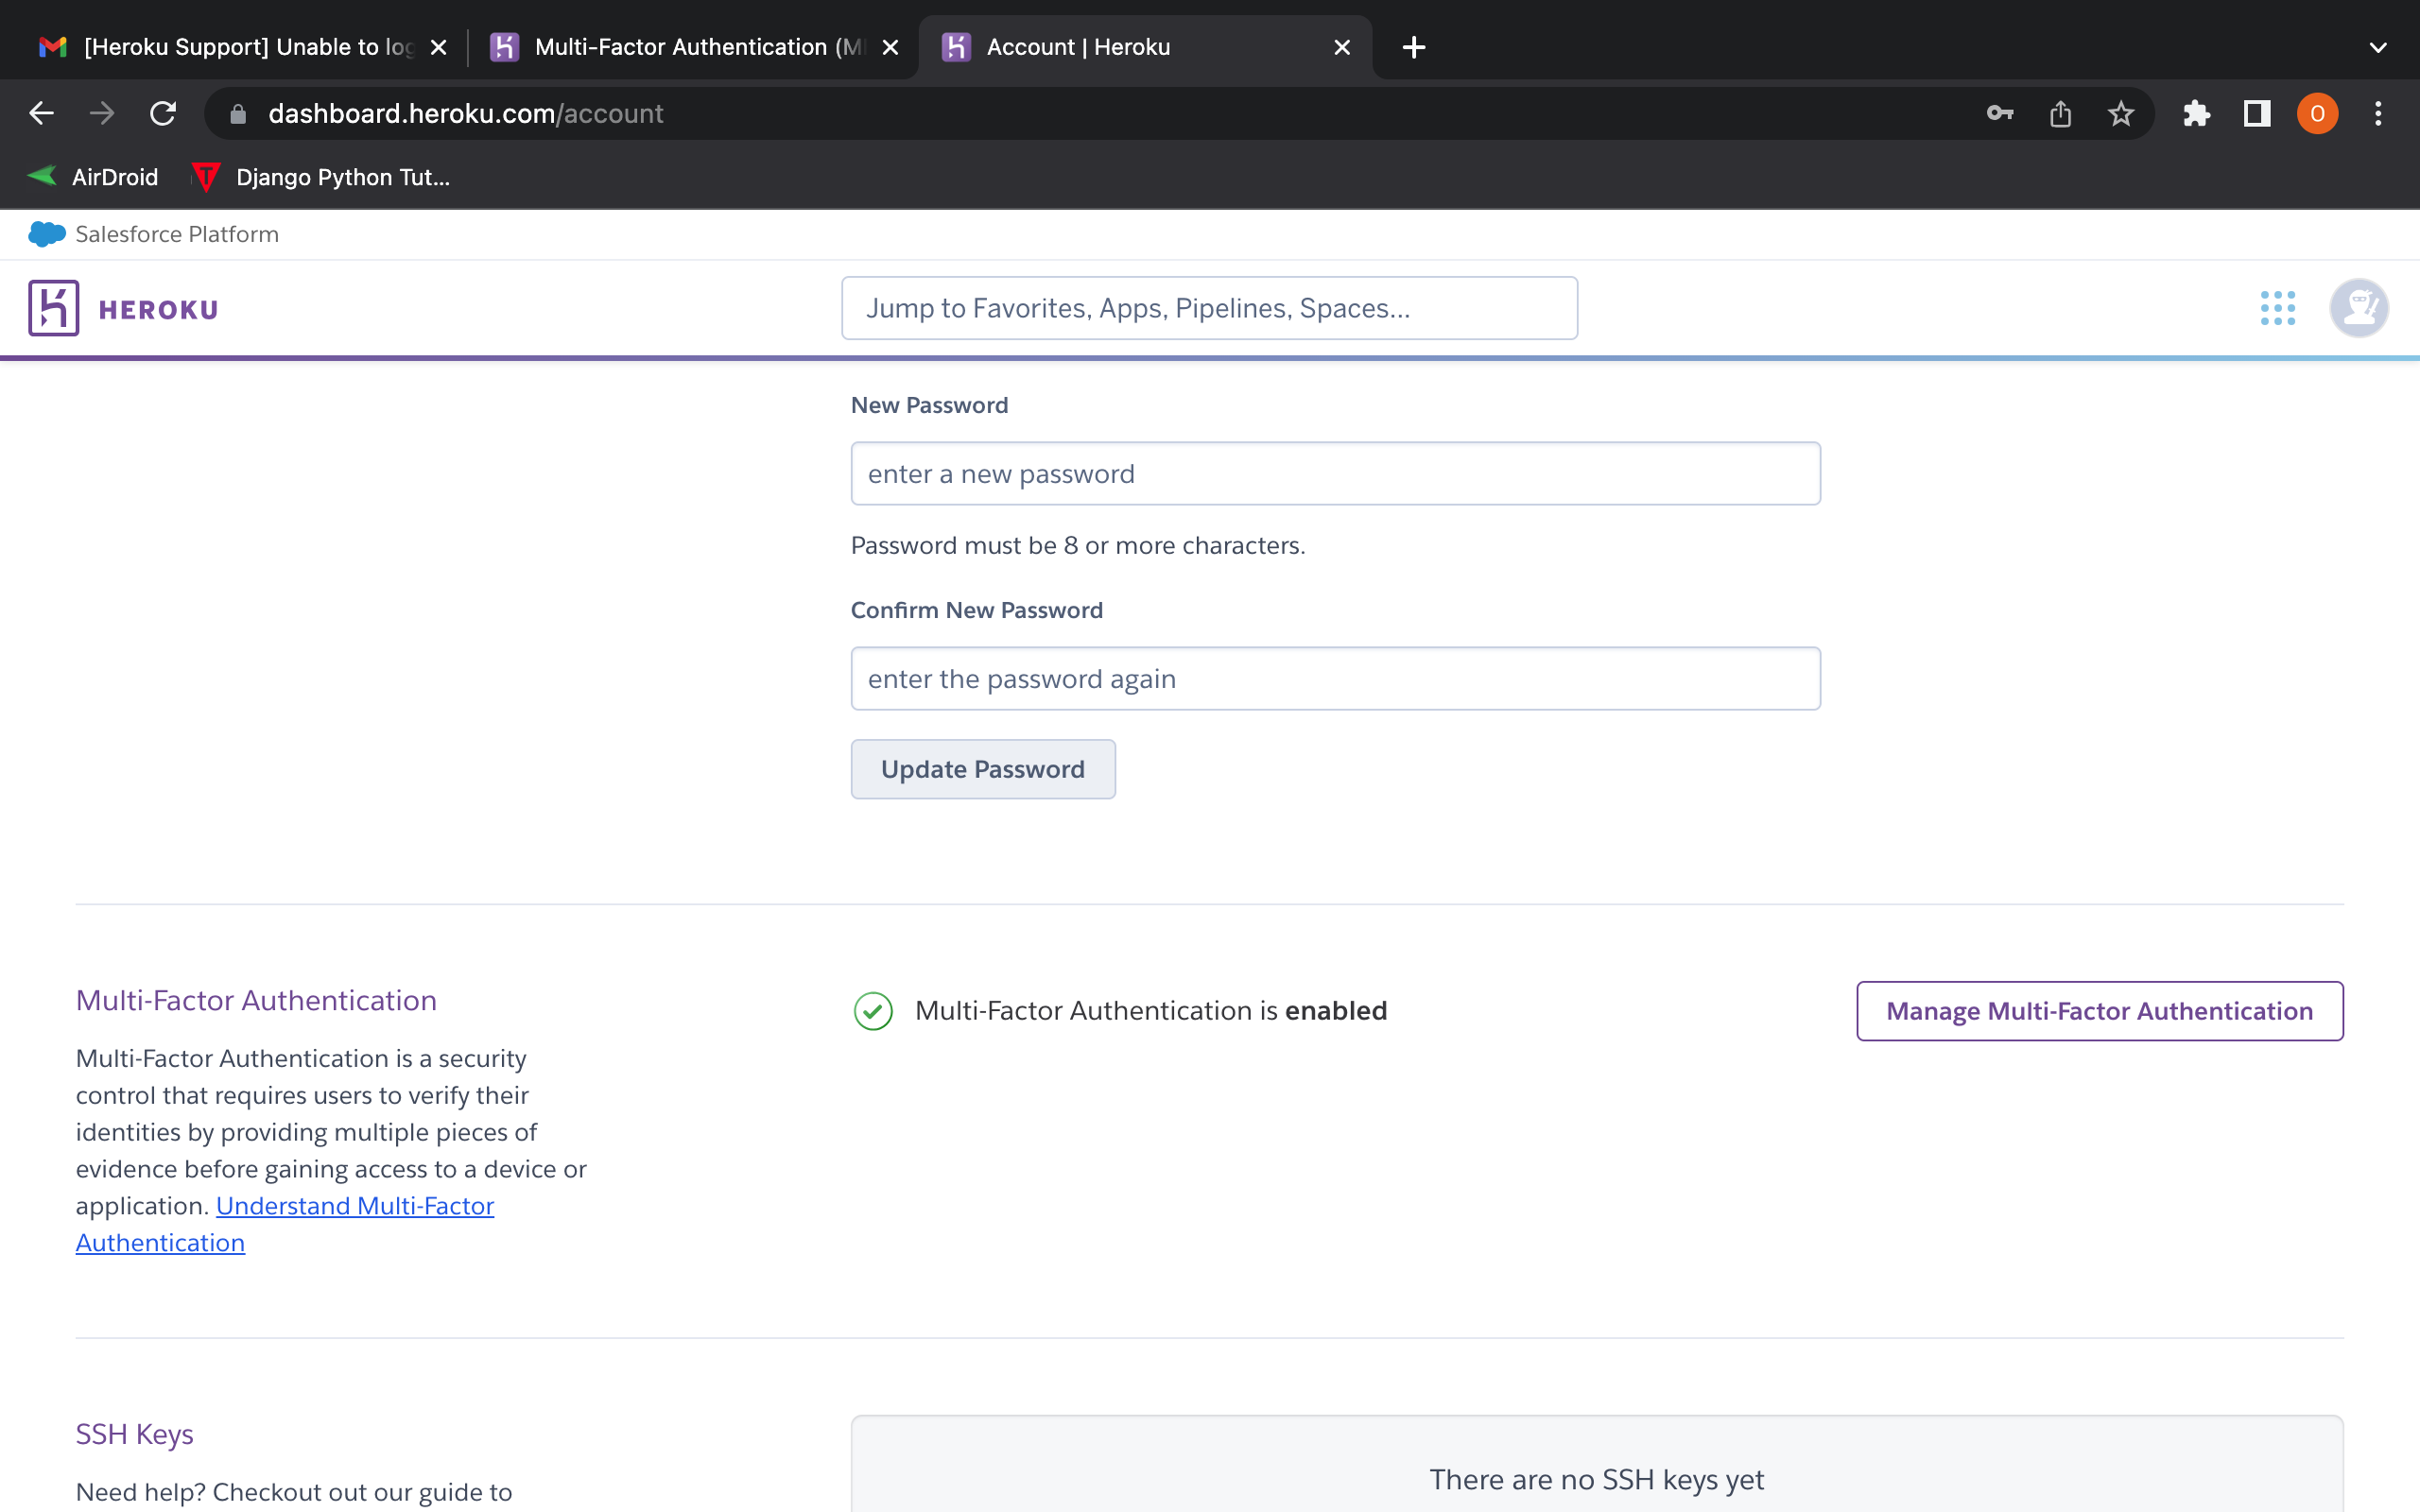 [Heroku Support] Unable to log
Multi-Factor Authentication (M
Account | Heroku
dashboard.heroku.com/account
O
AirDroid
Django Python Tut...
Salesforce Platform
HEROKU
Jump to Favorites, Apps, Pipelines, Spaces...
New Password
enter a new password
Password must be 8 or more characters.
Confirm New Password
enter the password again
Update Password
Multi-Factor Authentication
Multi-Factor Authentication is enabled
Manage Multi-Factor Authentication
Multi-Factor Authentication is a security
control that requires users to verify their
identities by providing multiple pieces of
evidence before gaining access to a device or
application. Understand Multi-Factor
Authentication
SSH Keys
There are no SSH keys yet
Need help? Checkout out our guide to